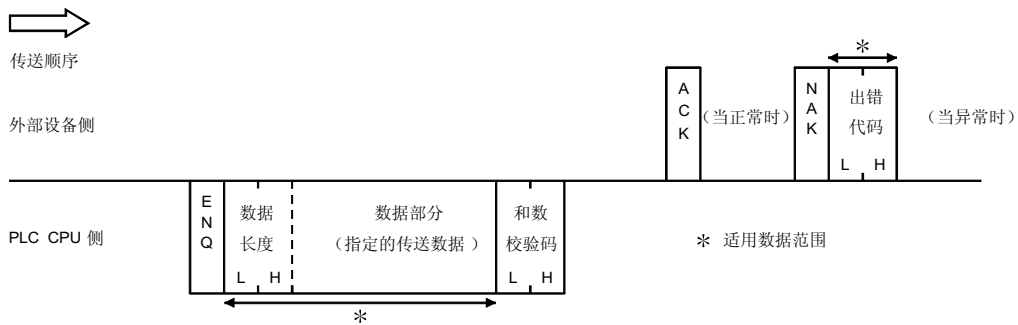 传送顺序
*
外部设备侧
ACK
(当正常时)
NAK
出错
代码
L H
(当异常时)
PLC CPU 侧
ENQ
数据
长度
L H
数据部分
(指定的传送数据 )
和数
校验码
L H
* 适用数据范围
*